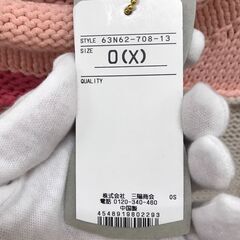 STYLE 63N62-708-13
SIZE
O(X)
QUALITY
株式会社 三陽商会 OS
電話 0120-340-460
中国製
4548919802293